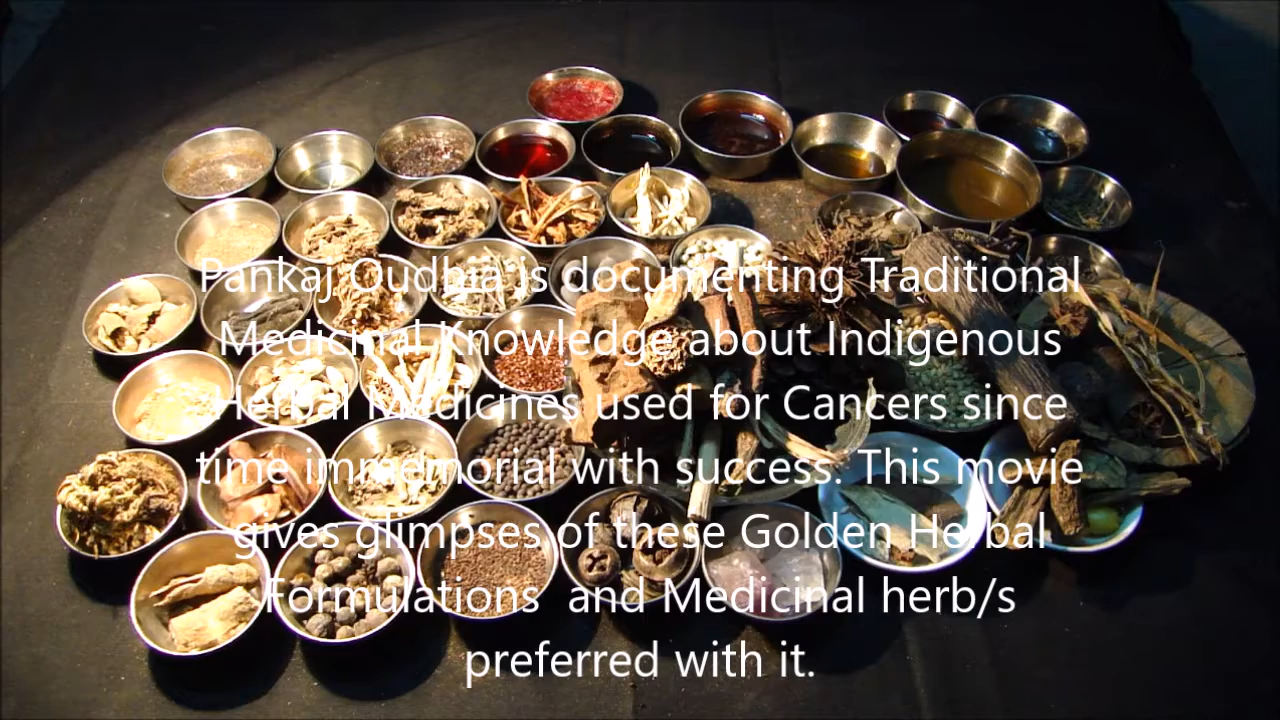 Pankaj Oudhia is documenting Traditional
Medicinal Knowledge about Indigenous
Herbal Medicines used for Cancers since
time immemorial with success. This movie
gives glimpses of these Golden Herbal
Formulations  and Medicinal herb/s
preferred with it.